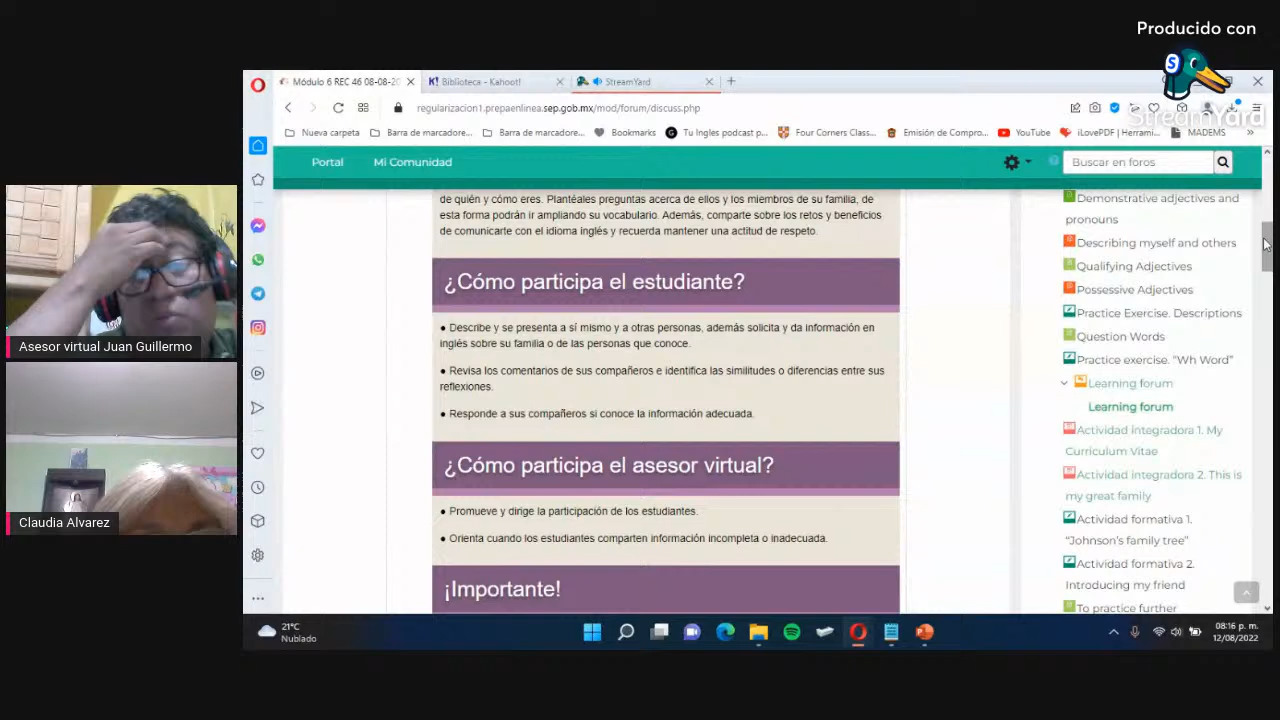 Producido con
StreamYard
Módulo 6 REC 46 08-08-20
Biblioteca - Kahoot!
StreamYard
regularizacion1.prepaenlinea.sep.gob.mx/mod/forum/discuss.php
Nueva carpeta
Barra de marcadore...
Barra de marcadore...
Bookmarks
Tu Ingles podcast p...
Four Corners Class...
Emisión de Compro...
YouTube
iLovePDF | Herrami...
MADEMS
Portal
Mi Comunidad
Buscar en foros
de quién y cómo eres. Plantéales preguntas acerca de ellos y los miembros de su familia, de
esta forma podrán ir ampliando su vocabulario. Además, comparte sobre los retos y beneficios
de comunicarte con el idioma inglés y recuerda mantener una actitud de respeto.
¿Cómo participa el estudiante?
● Describe y se presenta a sí mismo y a otras personas, además solicita y da información en
inglés sobre su familia o de las personas que conoce.
● Revisa los comentarios de sus compañeros e identifica las similitudes o diferencias entre sus
reflexiones.
● Responde a sus compañeros si conoce la información adecuada.
¿Cómo participa el asesor virtual?
● Promueve y dirige la participación de los estudiantes.
● Orienta cuando los estudiantes comparten información incompleta o inadecuada.
¡Importante!
Demonstrative adjectives and
pronouns
Describing myself and others
Qualifying Adjectives
Possessive Adjectives
Practice Exercise. Descriptions
Question Words
Practice exercise. “Wh Word”
Learning forum
Learning forum
Actividad integradora 1. My
Curriculum Vitae
Actividad integradora 2. This is
my great family
Actividad formativa 1.
“Johnson’s family tree”
Actividad formativa 2.
Introducing my friend
To practice further
Asesor virtual Juan Guillermo
Claudia Alvarez
21°C
Nublado
08:16 p. m.
12/08/2022